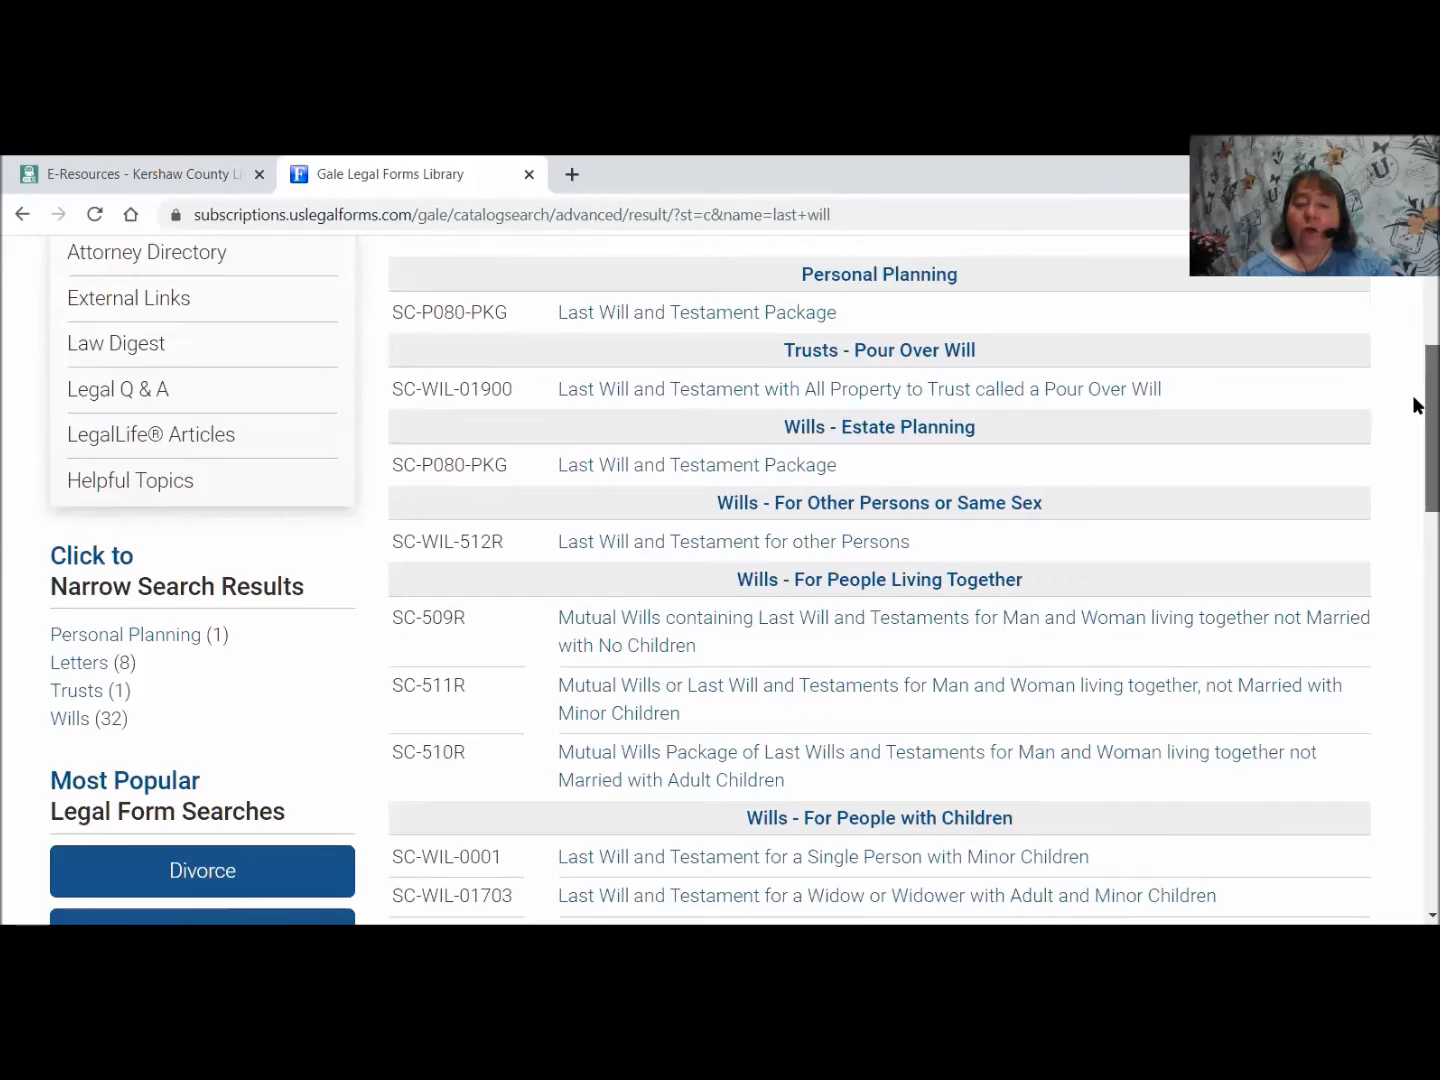 E-Resources - Kershaw County Li
Gale Legal Forms Library
subscriptions.uslegalforms.com/gale/catalogsearch/advanced/result/?st=c&name=last+will
Attorney Directory
External Links
Law Digest
Legal Q & A
LegalLife® Articles
Helpful Topics
Click to
Narrow Search Results
Personal Planning (1)
Letters (8)
Trusts (1)
Wills (32)
Most Popular
Legal Form Searches
Divorce
Personal Planning
SC-P080-PKG Last Will and Testament Package
Trusts - Pour Over Will
SC-WIL-01900 Last Will and Testament with All Property to Trust called a Pour Over Will
Wills - Estate Planning
SC-P080-PKG Last Will and Testament Package
Wills - For Other Persons or Same Sex
SC-WIL-512R Last Will and Testament for other Persons
Wills - For People Living Together
SC-509R Mutual Wills containing Last Will and Testaments for Man and Woman living together not Married
with No Children
SC-511R Mutual Wills or Last Will and Testaments for Man and Woman living together, not Married with
Minor Children
SC-510R Mutual Wills Package of Last Wills and Testaments for Man and Woman living together not
Married with Adult Children
Wills - For People with Children
SC-WIL-0001 Last Will and Testament for a Single Person with Minor Children
SC-WIL-01703 Last Will and Testament for a Widow or Widower with Adult and Minor Children